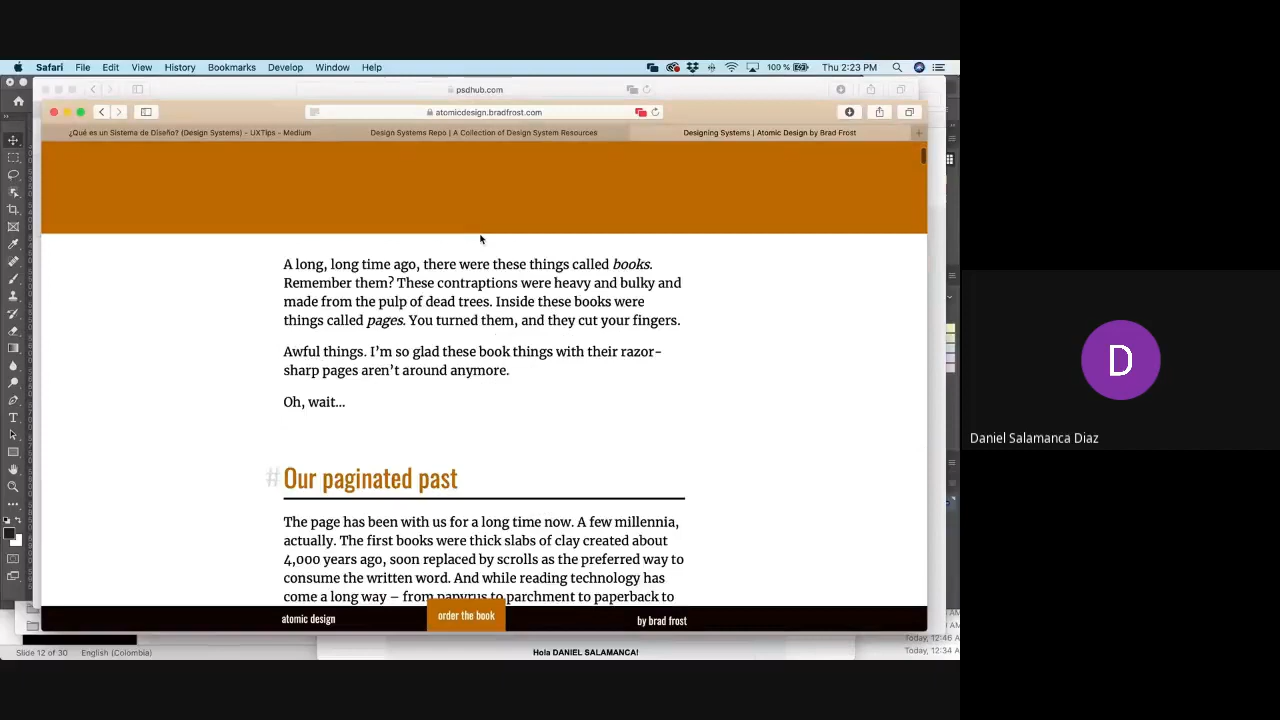 Safari File Edit View History Bookmarks Develop Window Help 100 % Thu 2:23 PM
psdhub.com
atomicdesign.bradfrost.com
¿Qué es un Sistema de Diseño? (Design Systems) - UXTips - Medium
Design Systems Repo | A Collection of Design System Resources
Designing Systems | Atomic Design by Brad Frost
A long, long time ago, there were these things called books.
Remember them? These contraptions were heavy and bulky and
made from the pulp of dead trees. Inside these books were
things called pages. You turned them, and they cut your fingers.
Awful things. I’m so glad these book things with their razor-
sharp pages aren’t around anymore.
Oh, wait…
# Our paginated past
The page has been with us for a long time now. A few millennia,
actually. The first books were thick slabs of clay created about
4,000 years ago, soon replaced by scrolls as the preferred way to
consume the written word. And while reading technology has
come a long way – from papyrus to parchment to paperback to
atomic design
order the book
by brad frost
Today, 12:46
Today, 12:34 A
Slide 12 of 30
English (Colombia)
Hola DANIEL SALAMANCA!
D
Daniel Salamanca Diaz